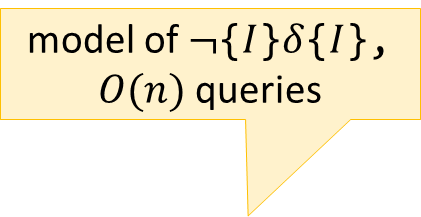 model of ¬{I}δ{I},
O(n) queries